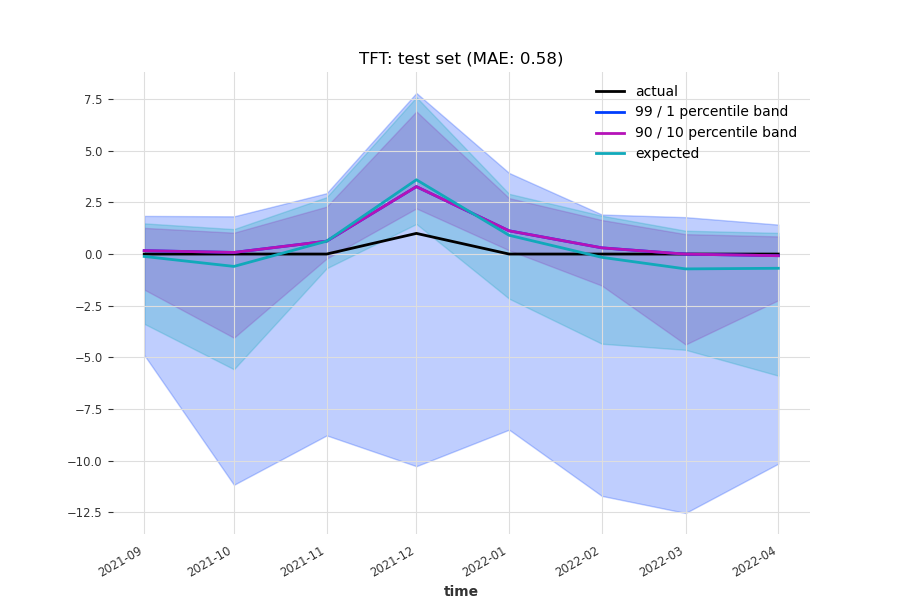 TFT: test set (MAE: 0.58)
actual
99 / 1 percentile band
90 / 10 percentile band
expected
7.5
5.0
2.5
0.0
−2.5
−5.0
−7.5
−10.0
−12.5
2021-09
2021-10
2021-11
2021-12
2022-01
2022-02
2022-03
2022-04
time